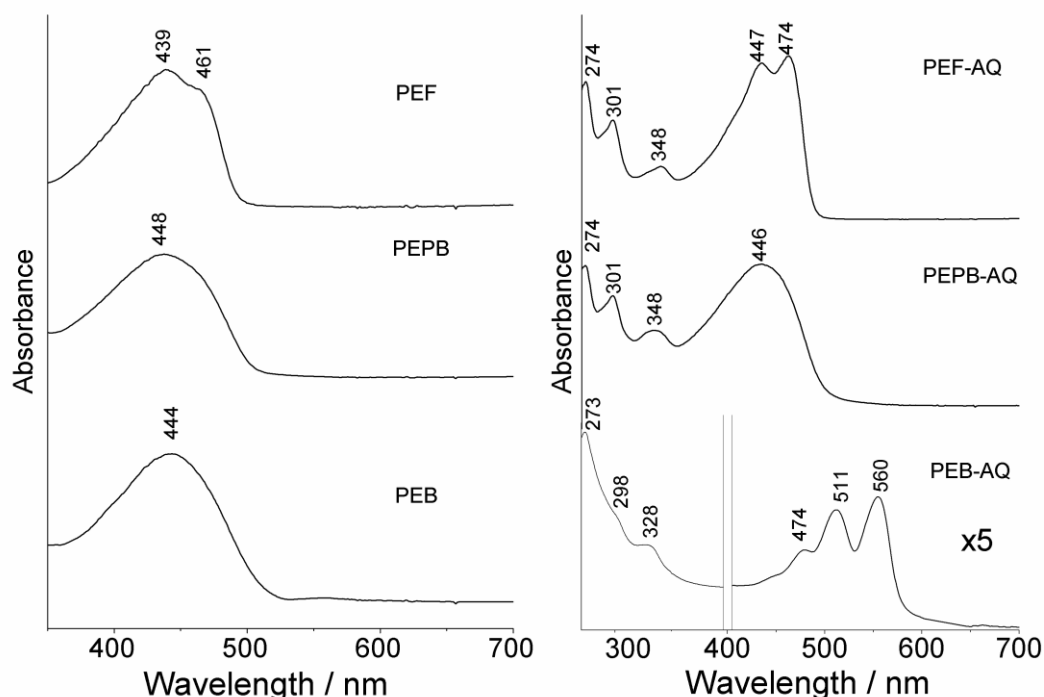 439
461
PEF
448
PEPB
444
PEB
Absorbance
400 500 600 700
Wavelength / nm
274
301
348
447
474
PEF-AQ
274
301
348
446
PEPB-AQ
273
298
328
474
511
560
PEB-AQ
x5
Absorbance
300 400 500 600 700
Wavelength / nm